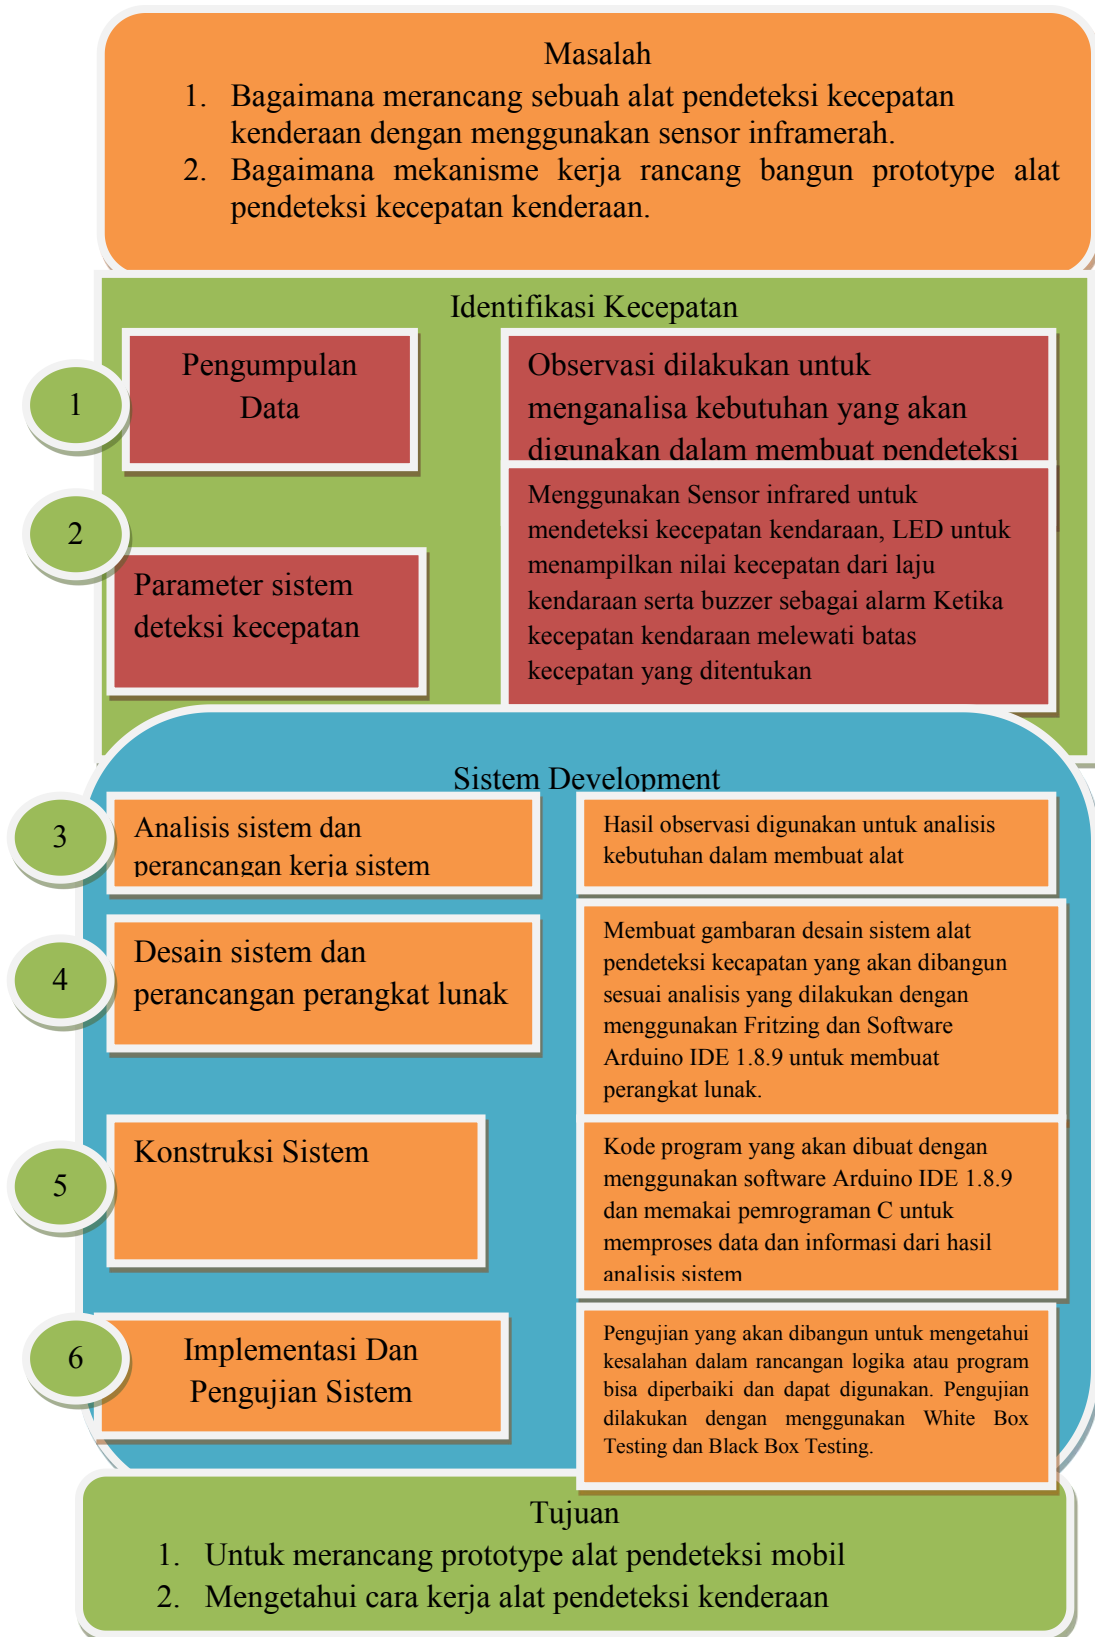 Masalah
1. Bagaimana merancang sebuah alat pendeteksi kecepatan
kenderaan dengan menggunakan sensor inframerah.
2. Bagaimana mekanisme kerja rancang bangun prototype alat
pendeteksi kecepatan kenderaan.
Identifikasi Kecepatan
1
Pengumpulan
Data
Observasi dilakukan untuk
menganalisa kebutuhan yang akan
digunakan dalam membuat pendeteksi
2
Parameter sistem
deteksi kecepatan
Menggunakan Sensor infrared untuk
mendeteksi kecepatan kendaraan, LED untuk
menampilkan nilai kecepatan dari laju
kendaraan serta buzzer sebagai alarm Ketika
kecepatan kendaraan melewati batas
kecepatan yang ditentukan
Sistem Development
3
Analisis sistem dan
perancangan kerja sistem
Hasil observasi digunakan untuk analisis
kebutuhan dalam membuat alat
4
Desain sistem dan
perancangan perangkat lunak
Membuat gambaran desain sistem alat
pendeteksi kecapatan yang akan dibangun
sesuai analisis yang dilakukan dengan
menggunakan Fritzing dan Software
Arduino IDE 1.8.9 untuk membuat
perangkat lunak.
5
Konstruksi Sistem
Kode program yang akan dibuat dengan
menggunakan software Arduino IDE 1.8.9
dan memakai pemrograman C untuk
memproses data dan informasi dari hasil
analisis sistem
6
Implementasi Dan
Pengujian Sistem
Pengujian yang akan dibangun untuk mengetahui
kesalahan dalam rancangan logika atau program
bisa diperbaiki dan dapat digunakan. Pengujian
dilakukan dengan menggunakan White Box
Testing dan Black Box Testing.
Tujuan
1. Untuk merancang prototype alat pendeteksi mobil
2. Mengetahui cara kerja alat pendeteksi kenderaan